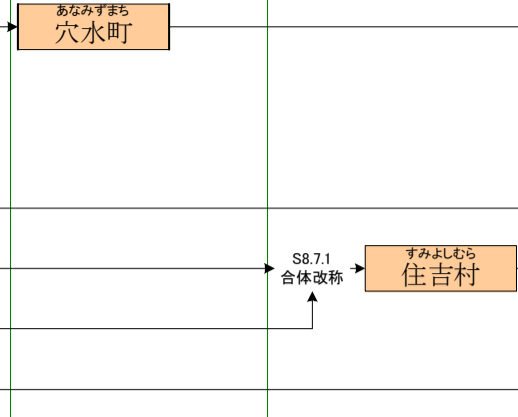 あなみずまち
穴水町
S8.7.1
合体改称
すみよしむら
住吉村